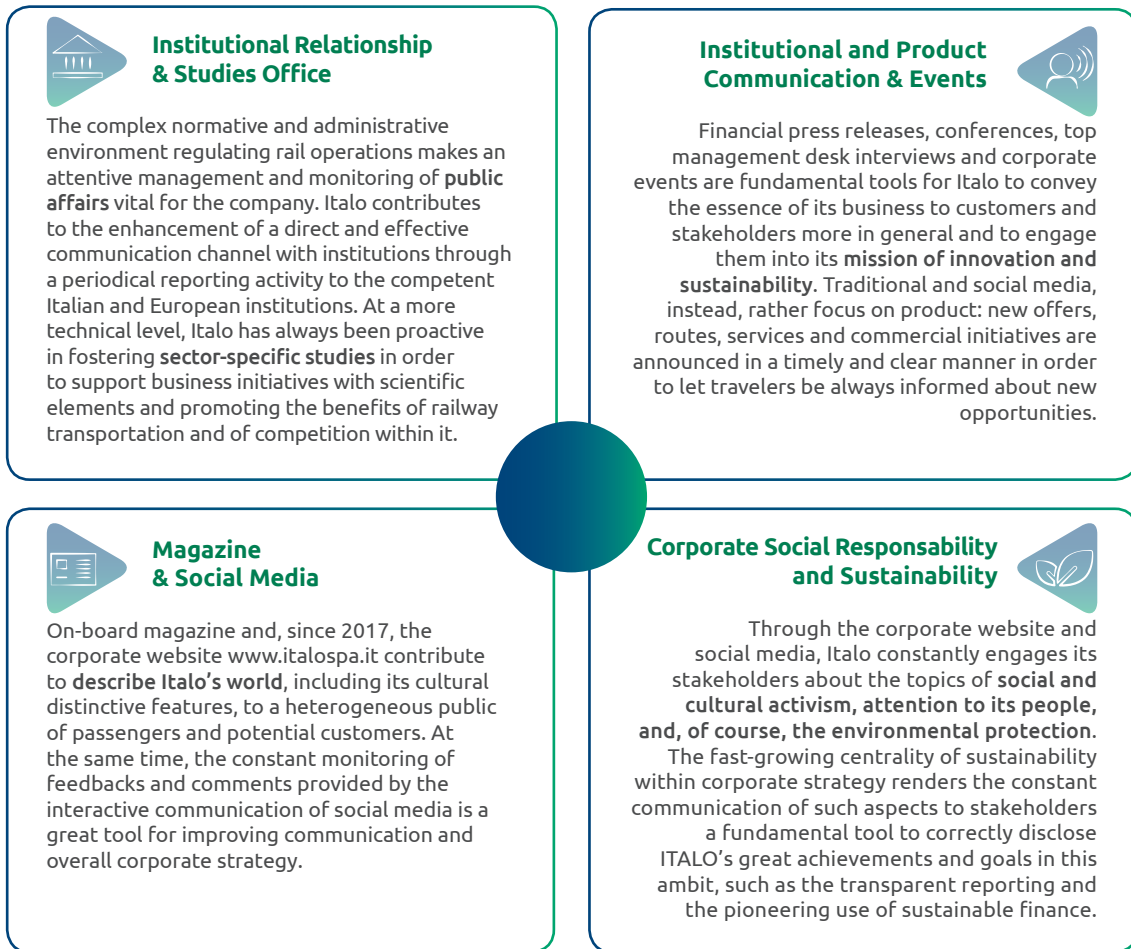 Institutional Relationship
& Studies Office
The complex normative and administrative
environment regulating rail operations makes an
attentive management and monitoring of public
affairs vital for the company. Italo contributes
to the enhancement of a direct and effective
communication channel with institutions through
a periodical reporting activity to the competent
Italian and European institutions. At a more
technical level, Italo has always been proactive
in fostering sector-specific studies in order
to support business initiatives with scientific
elements and promoting the benefits of railway
transportation and of competition within it.
Institutional and Product
Communication & Events
Financial press releases, conferences, top
management desk interviews and corporate
events are fundamental tools for Italo to convey
the essence of its business to customers and
stakeholders more in general and to engage
them into its mission of innovation and
sustainability. Traditional and social media,
instead, rather focus on product: new offers,
routes, services and commercial initiatives are
announced in a timely and clear manner in order
to let travelers be always informed about new
opportunities.
Magazine
& Social Media
On-board magazine and, since 2017, the
corporate website www.italospa.it contribute
to describe Italo’s world, including its cultural
distinctive features, to a heterogeneous public
of passengers and potential customers. At
the same time, the constant monitoring of
feedbacks and comments provided by the
interactive communication of social media is a
great tool for improving communication and
overall corporate strategy.
Corporate Social Responsability
and Sustainability
Through the corporate website and
social media, Italo constantly engages its
stakeholders about the topics of social and
cultural activism, attention to its people,
and, of course, the environmental protection.
The fast-growing centrality of sustainability
within corporate strategy renders the constant
communication of such aspects to stakeholders
a fundamental tool to correctly disclose
ITALO’s great achievements and goals in this
ambit, such as the transparent reporting and
the pioneering use of sustainable finance.